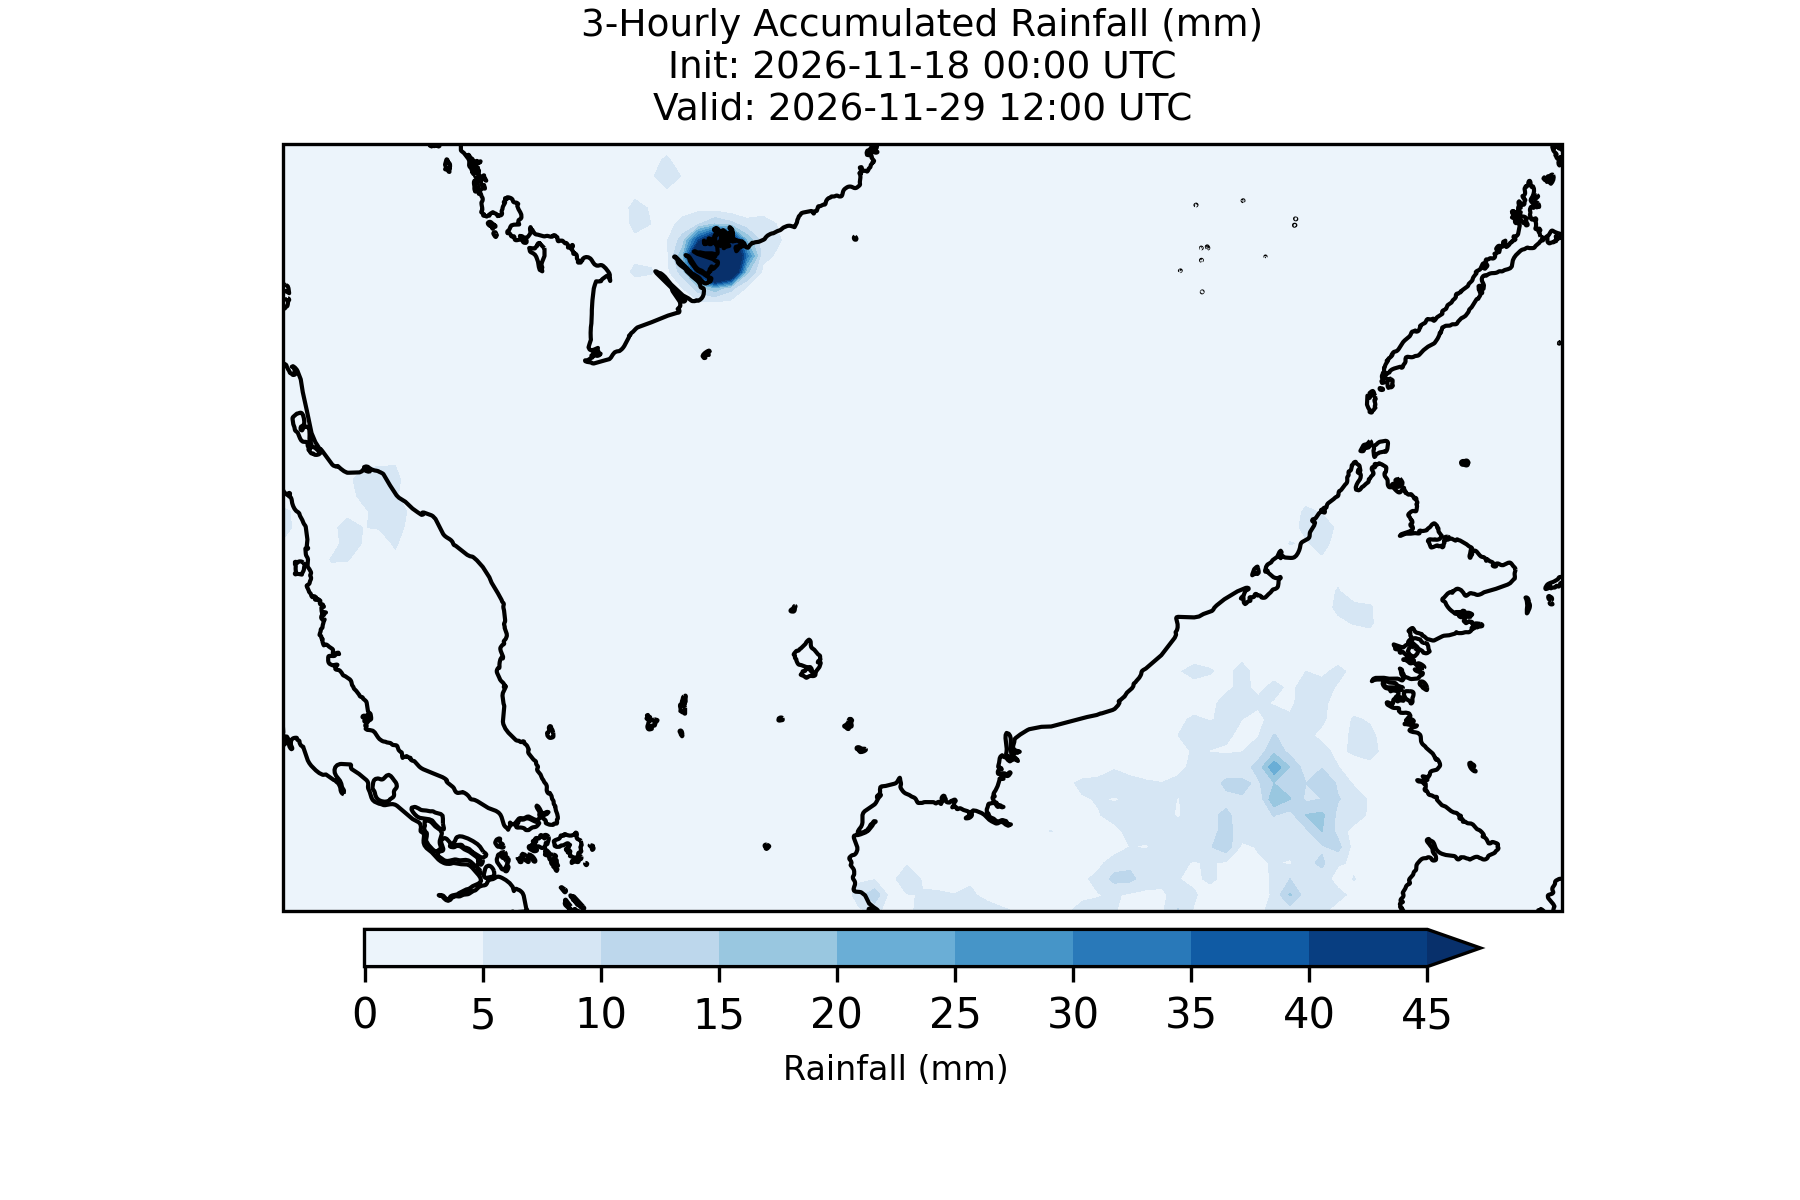 3-Hourly Accumulated Rainfall (mm)
Init: 2026-11-18 00:00 UTC
Valid: 2026-11-29 12:00 UTC
0 5 10 15 20 25 30 35 40 45
Rainfall (mm)